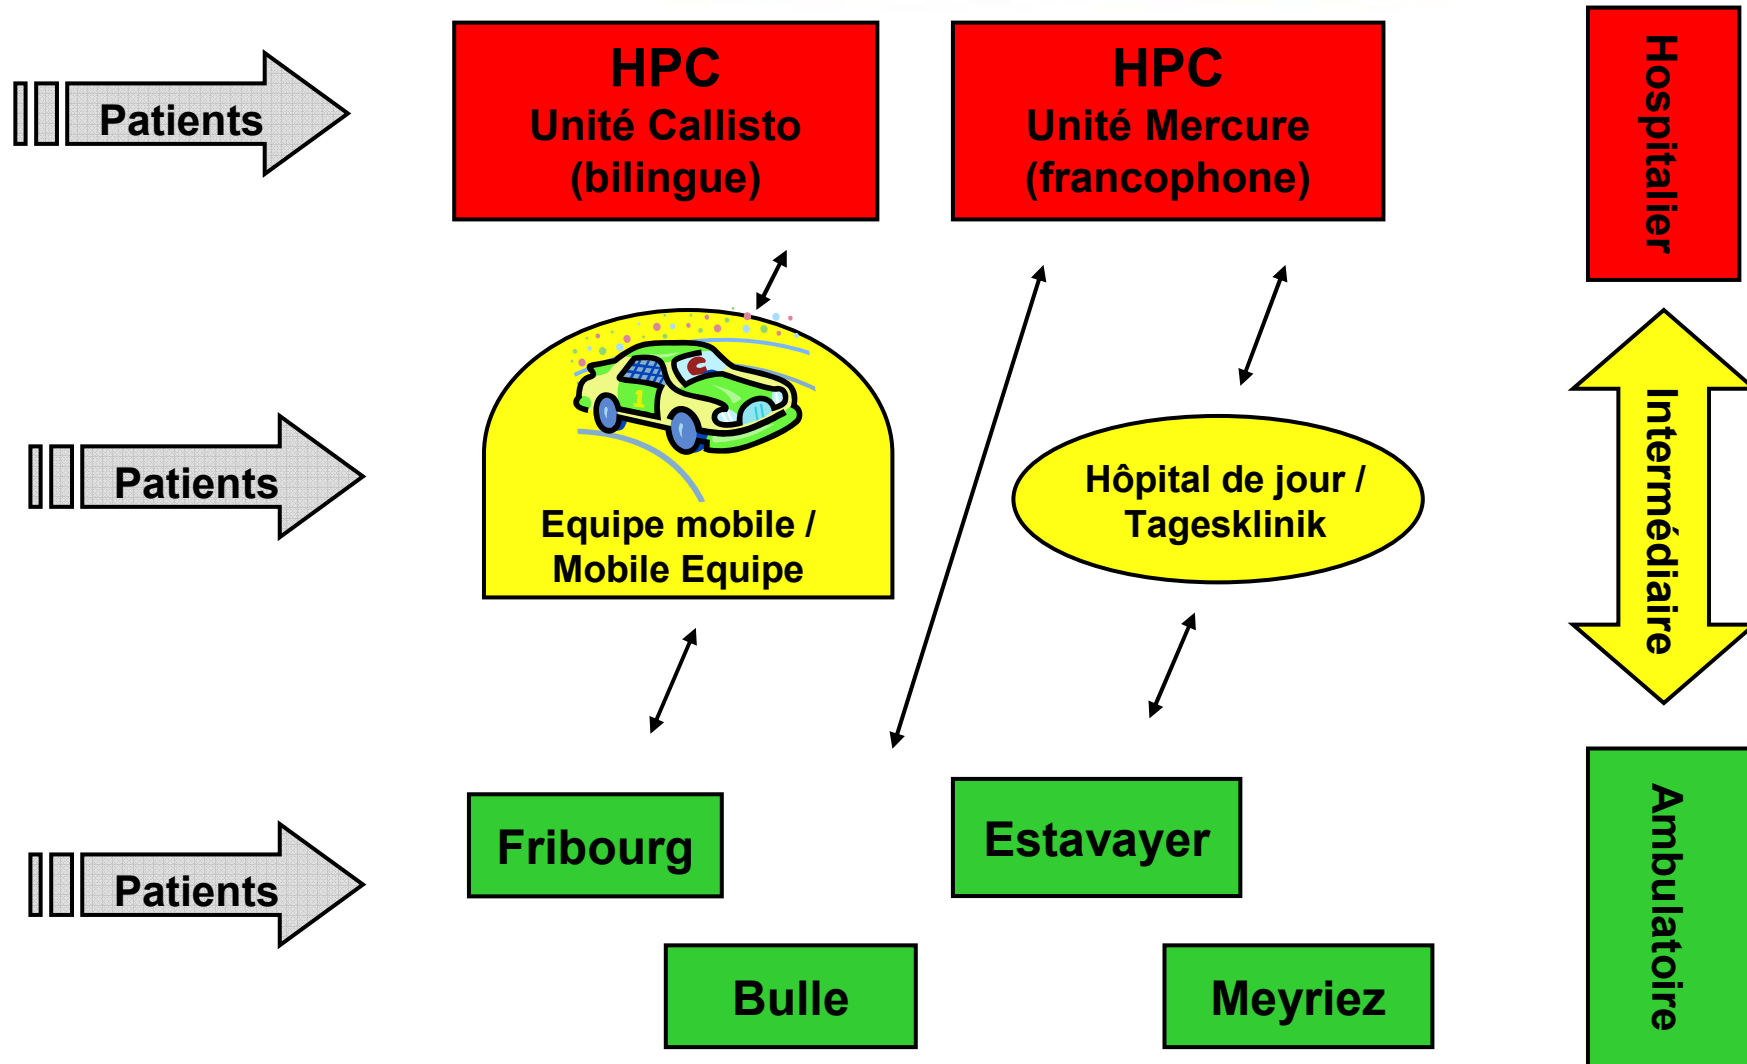 Patients
HPC
Unité Callisto
(bilingue)
HPC
Unité Mercure
(francophone)
Hospitalier
Patients
1
Equipe mobile /
Mobile Equipe
Hôpital de jour /
Tagesklinik
Intermédiaire
Patients
Fribourg
Estavayer
Bulle
Meyriez
Ambulatoire